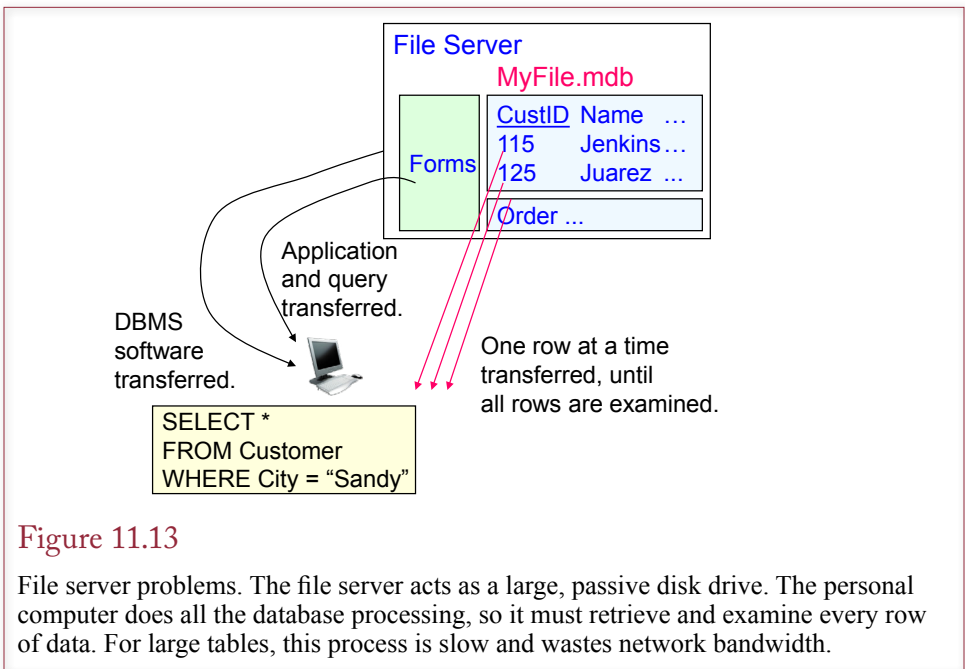 File Server
MyFile.mdb
CustID Name …
115 Jenkins…
125 Juarez ...
Forms
Order ...
Application
and query
transferred.
DBMS
software
transferred.
One row at a time
transferred, until
all rows are examined.
SELECT *
FROM Customer
WHERE City = “Sandy”
Figure 11.13
File server problems. The file server acts as a large, passive disk drive. The personal
computer does all the database processing, so it must retrieve and examine every row
of data. For large tables, this process is slow and wastes network bandwidth.